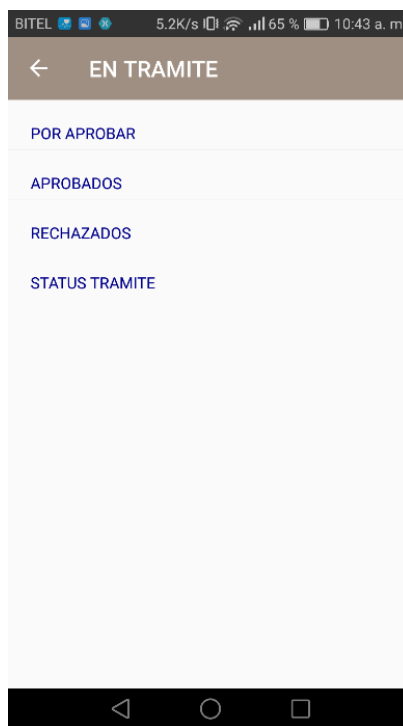 BITEL 5.2K/s 65 % 10:43 a. m
EN TRAMITE
POR APROBAR
APROBADOS
RECHAZADOS
STATUS TRAMITE